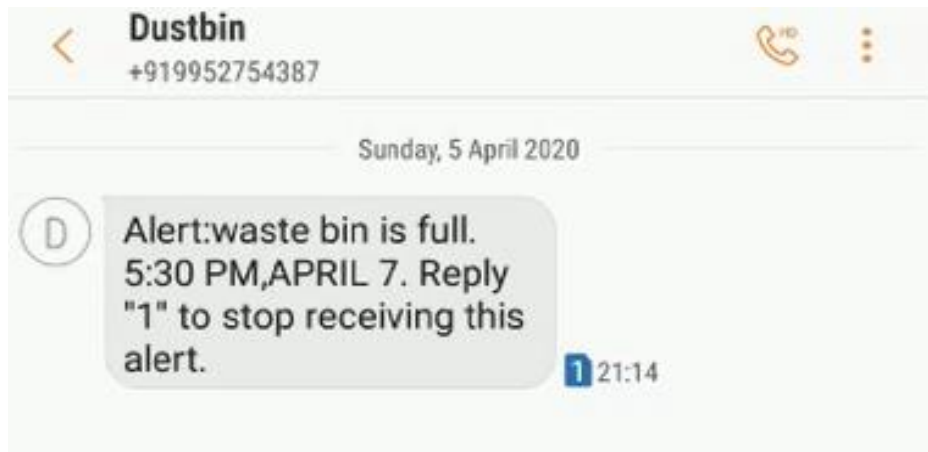 Dustbin
HD
+919952754387
Sunday, 5 April 2020
D
Alert:waste bin is full.
5:30 PM,APRIL 7. Reply
"1" to stop receiving this
alert.
1 21:14